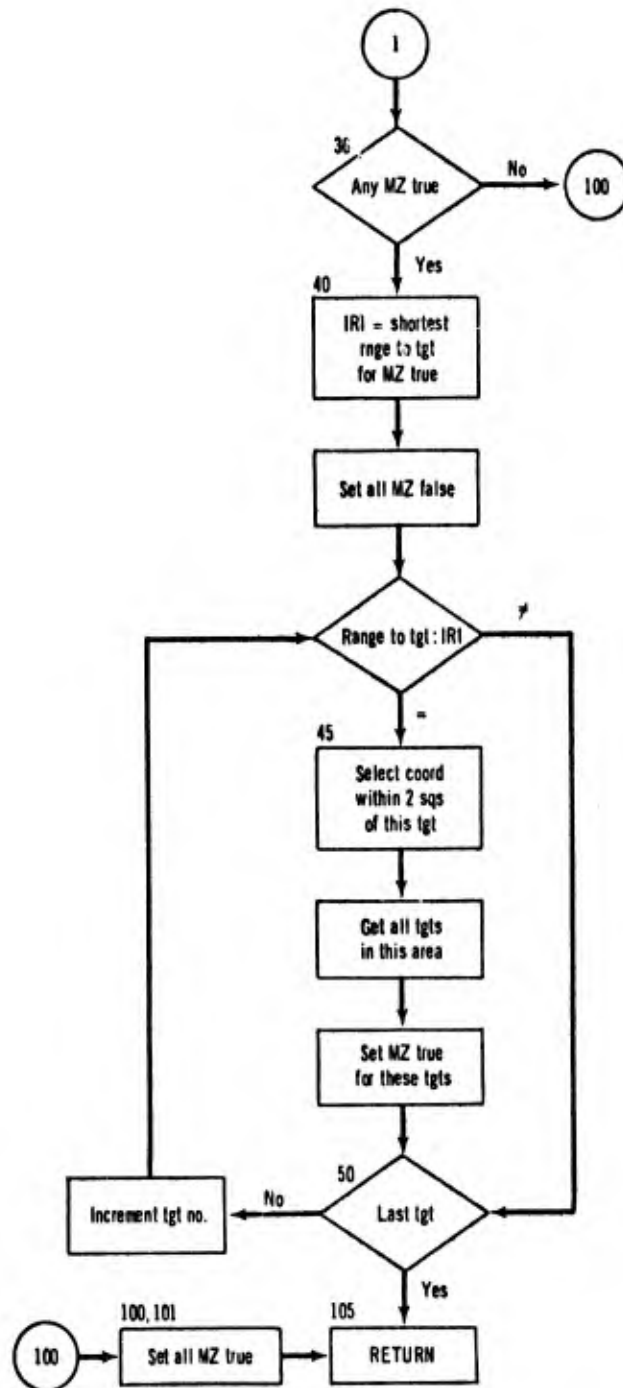 1
36
Any MZ true
No
100
Yes
40
IR1 = shortest
rnge to tgt
for MZ true
Set all MZ false
Range to tgt : IR1
≠
=
45
Select coord
within 2 sqs
of this tgt
Get all tgts
in this area
Set MZ true
for these tgts
50
Last tgt
No
Increment tgt no.
Yes
100
100, 101
Set all MZ true
105
RETURN